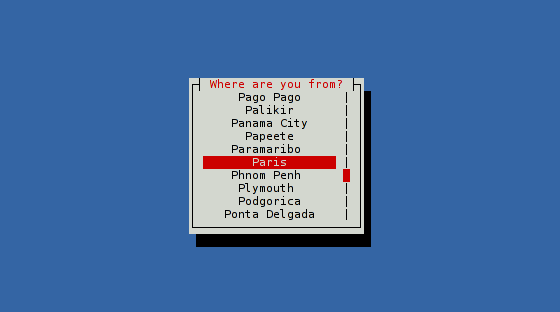 Where are you from?
Pago Pago
Palikir
Panama City
Papeete
Paramaribo
Paris
Phnom Penh
Plymouth
Podgorica
Ponta Delgada